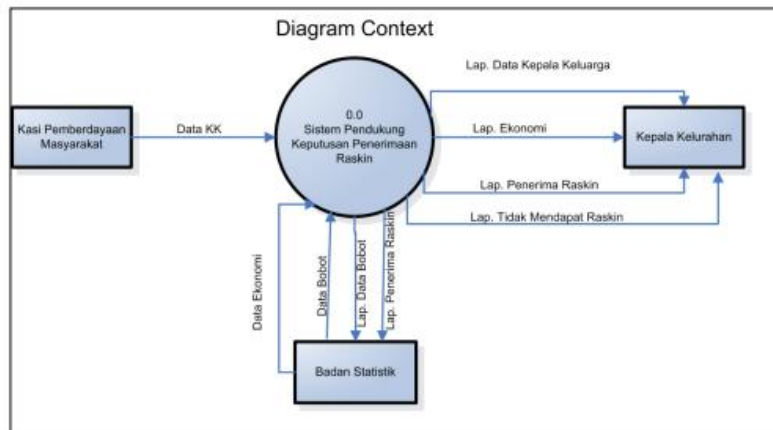 Diagram Context
Lap. Data Kepala Keluarga
0.0
Sistem Pendukung
Keputusan Penerimaan
Raskin
Kasi Pemberdayaan
Masyarakat
Data KK
Lap. Ekonomi
Kepala Kelurahan
Lap. Penerima Raskin
Lap. Tidak Mendapat Raskin
Data Ekonomi
Data Bobot
Lap. Data Bobot
Lap. Penerima Raskin
Badan Statistik